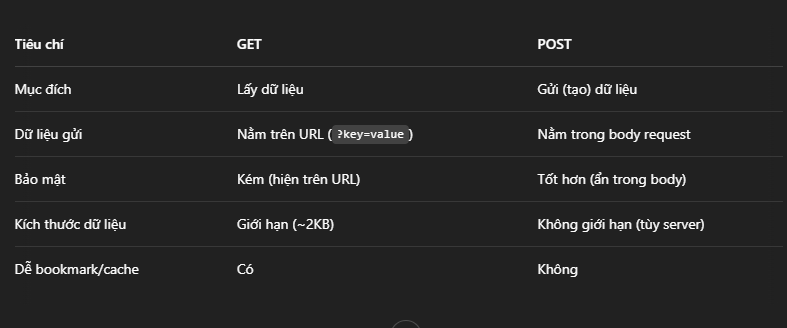 Tiêu chí GET POST
Mục đích Lấy dữ liệu Gửi (tạo) dữ liệu
Dữ liệu gửi Nằm trên URL (?key=value) Nằm trong body request
Bảo mật Kém (hiện trên URL) Tốt hơn (ẩn trong body)
Kích thước dữ liệu Giới hạn (~2KB) Không giới hạn (tùy server)
Dễ bookmark/cache Có Không